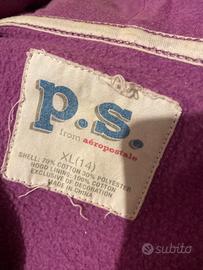 p.s.
from aéropostale
XL(14)
SHELL: 70% COTTON 30% POLYESTER
HOOD LINING: 100% COTTON
EXCLUSIVE OF DECORATION
MADE IN CHINA
subito